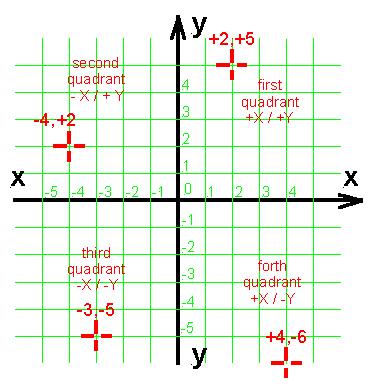 y
+2,+5
second
quadrant
- X / + Y
first
quadrant
+X / +Y
4
-4,+2
3
2
1
x
x
-5 -4 -3 -2 -1 0 1 2 3 4
-1
-2
third
quadrant
-X / -Y
forth
quadrant
+X / -Y
-3
-4
-3,-5
-5
+4,-6
y